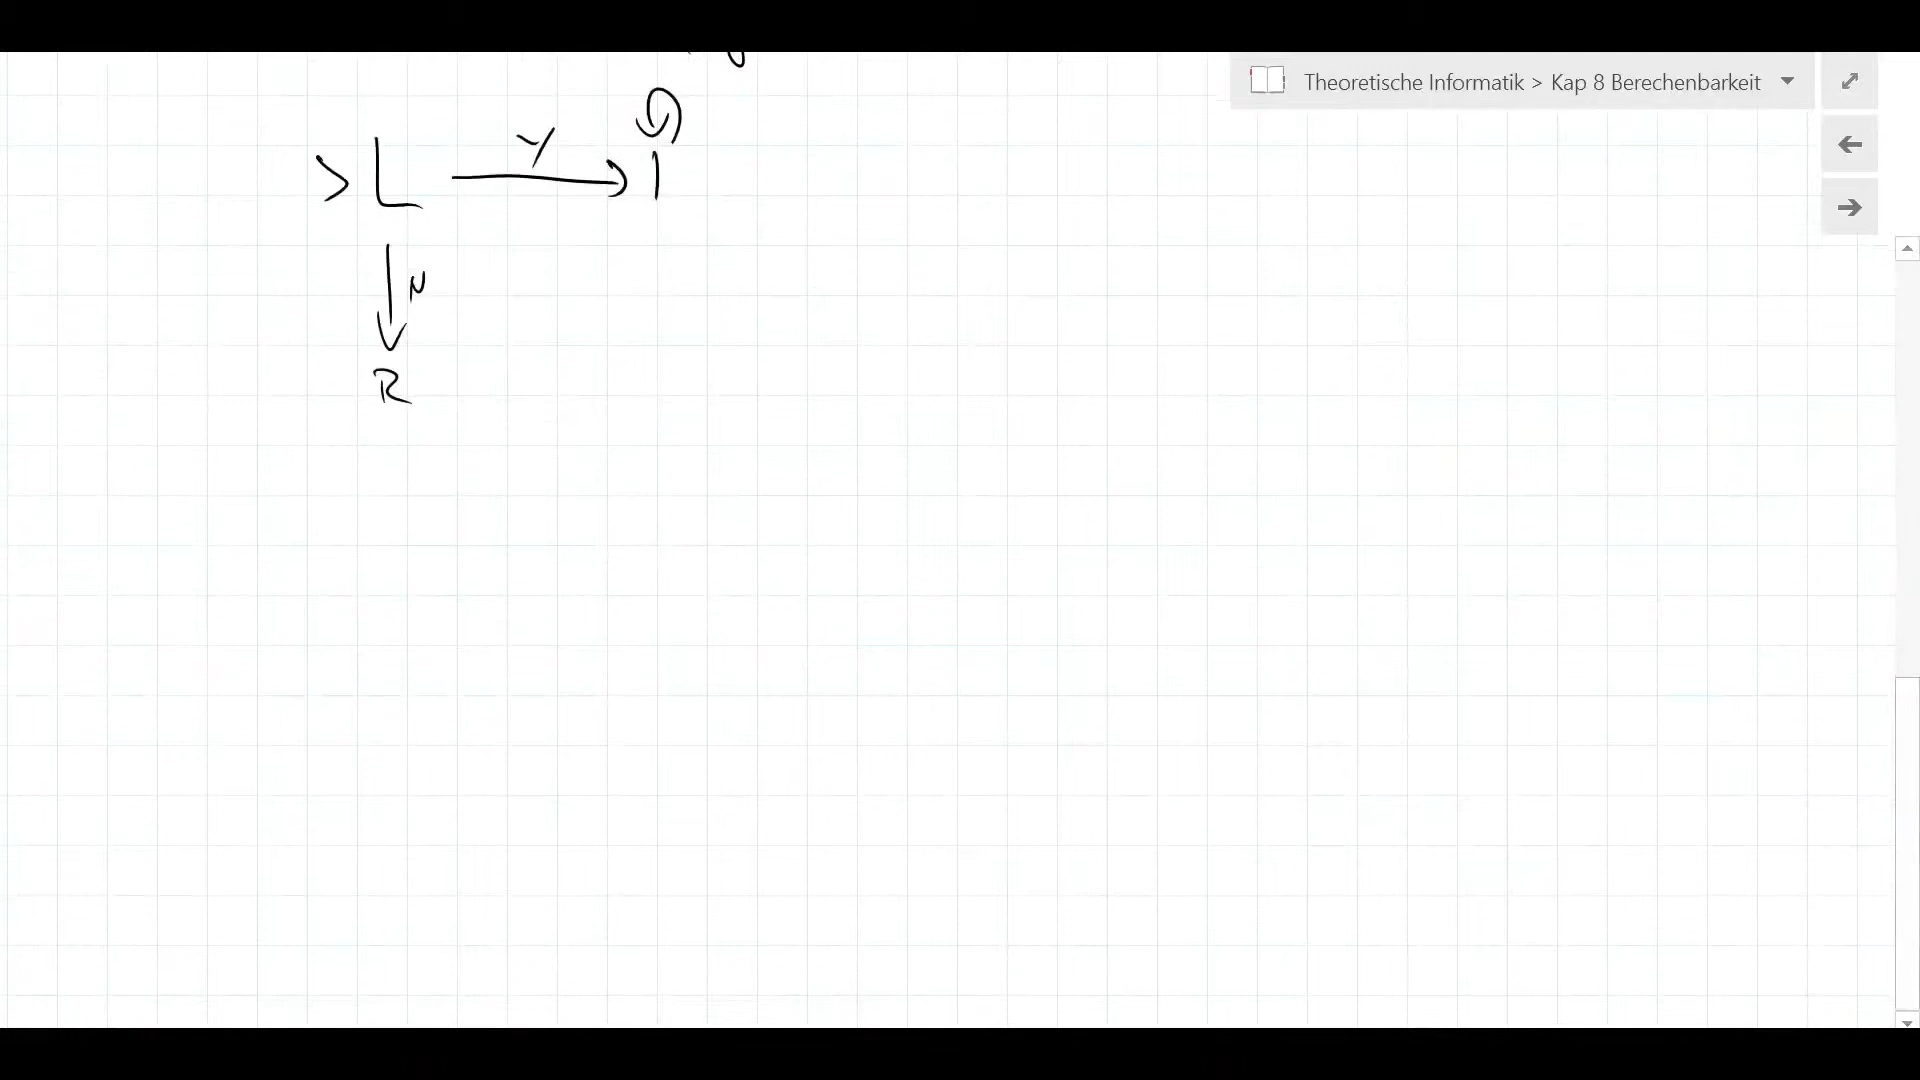 Theoretische Informatik > Kap 8 Berechenbarkeit
> L Y 1
N
R